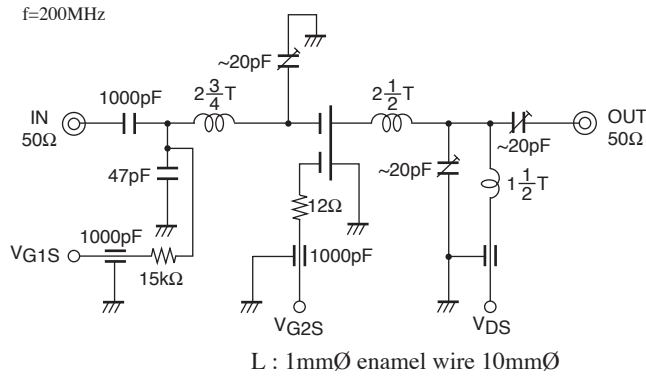 f=200MHz
~20pF
1000pF
2 3/4 T
2 1/2 T
IN
50Ω
OUT
50Ω
~20pF
47pF
~20pF
1 1/2 T
12Ω
1000pF
VG1S
15kΩ
1000pF
VG2S
VDS
L : 1mmØ enamel wire 10mmØ